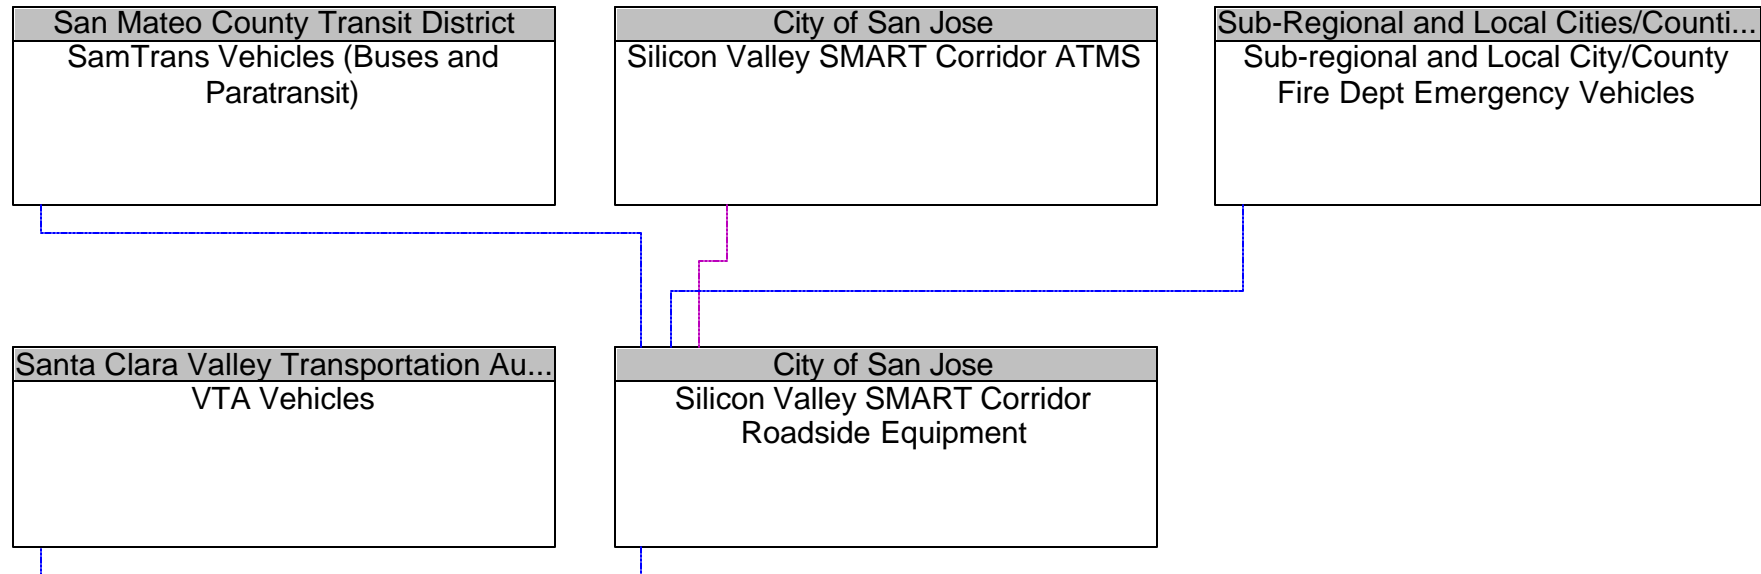 San Mateo County Transit District
SamTrans Vehicles (Buses and
Paratransit)
City of San Jose
Silicon Valley SMART Corridor ATMS
Sub-Regional and Local Cities/Counti...
Sub-regional and Local City/County
Fire Dept Emergency Vehicles
Santa Clara Valley Transportation Au...
VTA Vehicles
City of San Jose
Silicon Valley SMART Corridor
Roadside Equipment